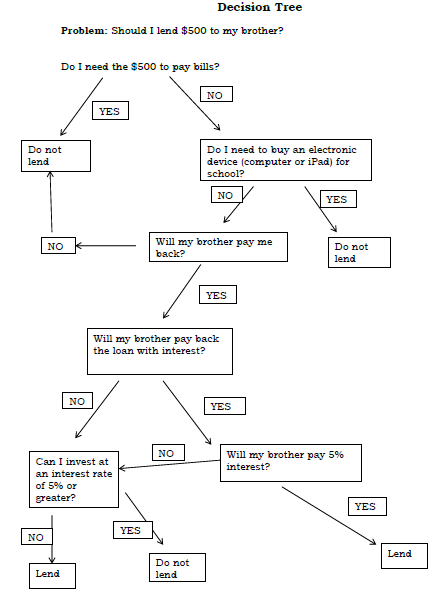 Decision Tree
Problem: Should I lend $500 to my brother?
Do I need the $500 to pay bills?
NO
YES
Do not
lend
Do I need to buy an electronic
device (computer or iPad) for
school?
NO
YES
NO
Will my brother pay me
back?
Do not
lend
YES
Will my brother pay back
the loan with interest?
NO
YES
NO
Can I invest at
an interest rate
of 5% or
greater?
Will my brother pay 5%
interest?
YES
NO
YES
Lend
Do not
lend
Lend